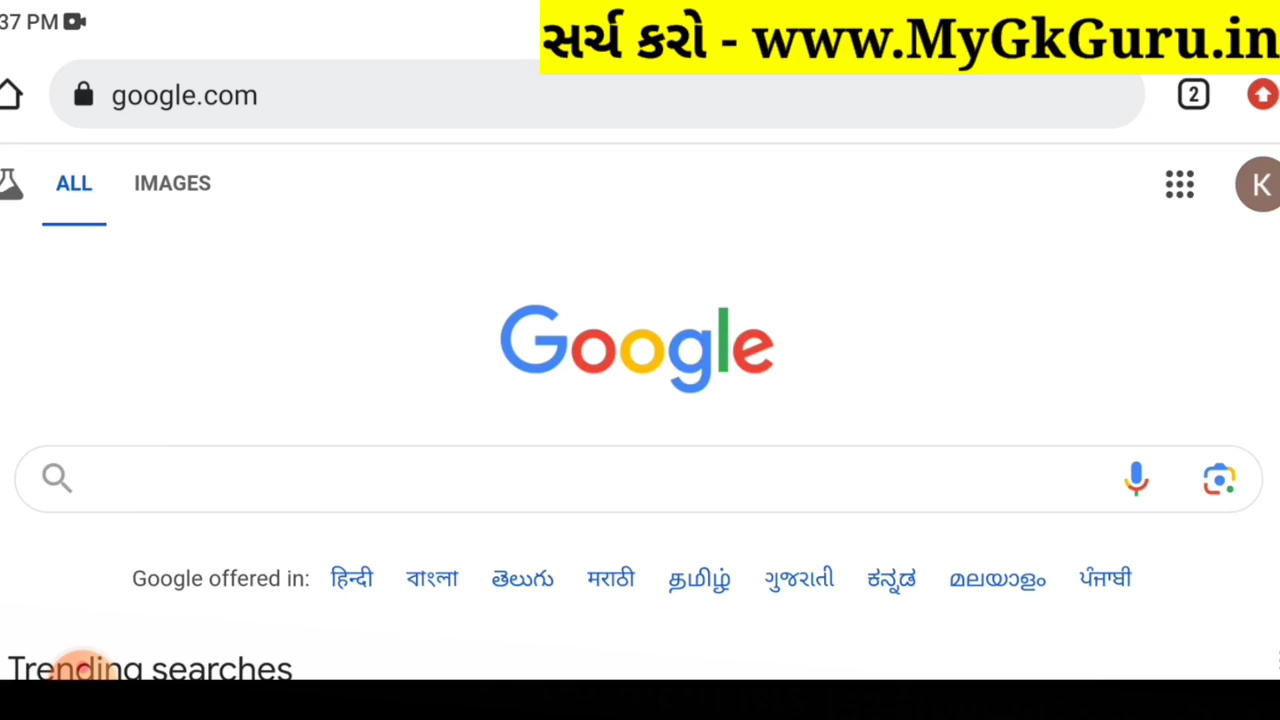 37 PM
સર્ચ કરો - www.MyGkGuru.in
google.com
2
ALL IMAGES
K
Google
Google offered in: हिन्दी বাংলা తెలుగు मराठी தமிழ் ગુજરાતી ಕನ್ನಡ മലയാളം ਪੰਜਾਬੀ
Trending searches